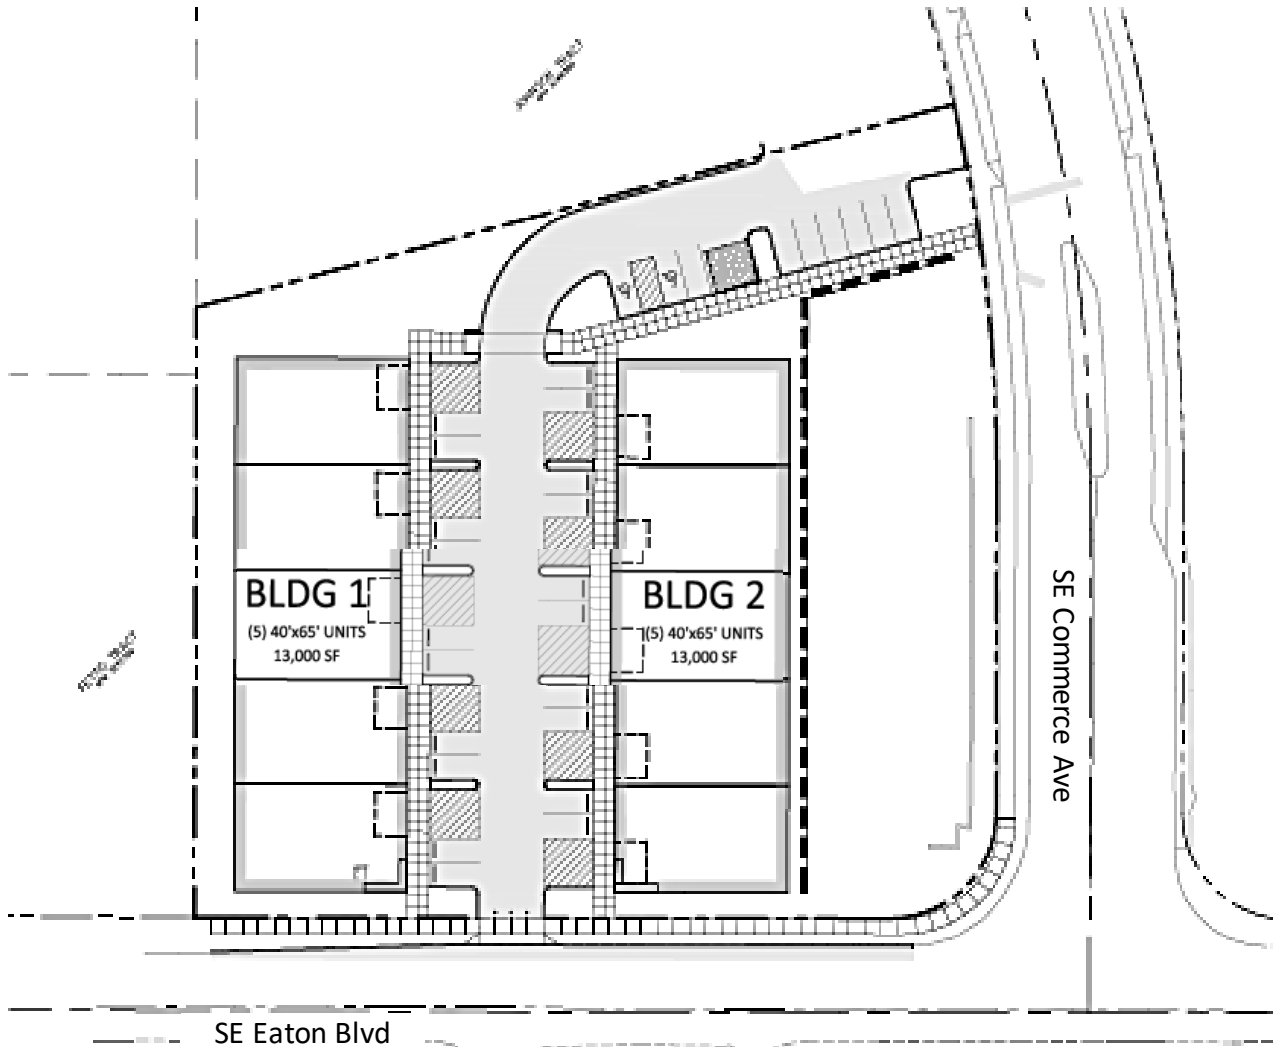 BLDG 1
(5) 40'x65' UNITS
13,000 SF
BLDG 2
(5) 40'x65' UNITS
13,000 SF
SE Commerce Ave
SE Eaton Blvd